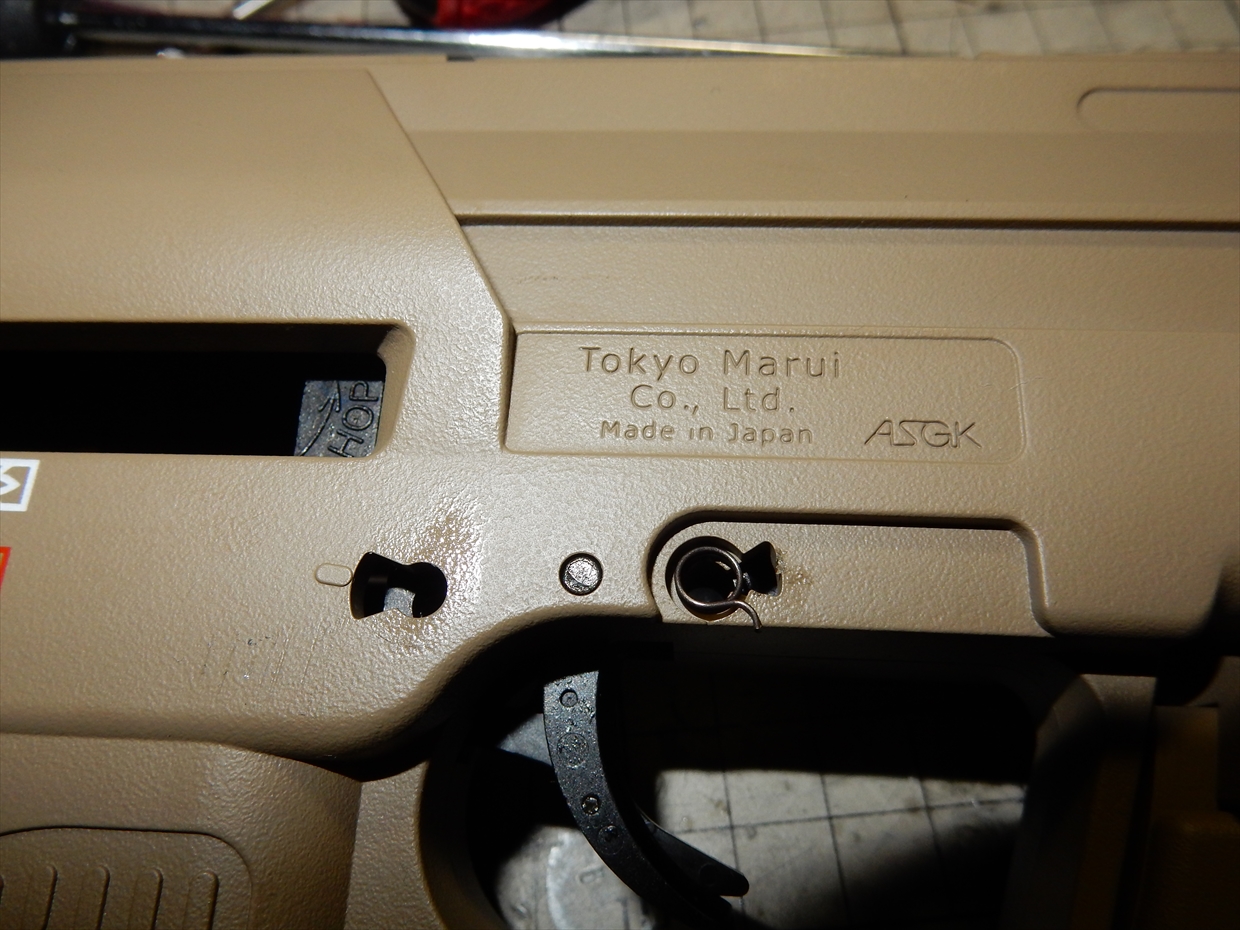 Tokyo Marui
Co., Ltd.
Made in Japan
ASGK
HOP